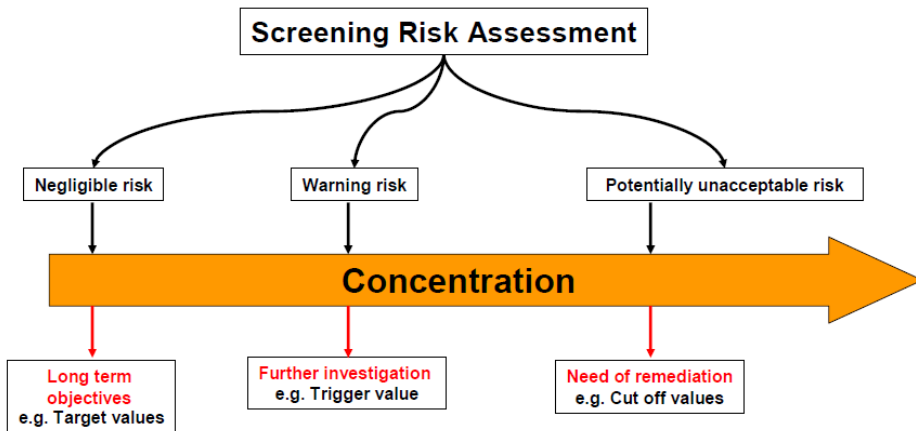 Screening Risk Assessment
Negligible risk
Warning risk
Potentially unacceptable risk
Concentration
Long term
objectives
e.g. Target values
Further investigation
e.g. Trigger value
Need of remediation
e.g. Cut off values